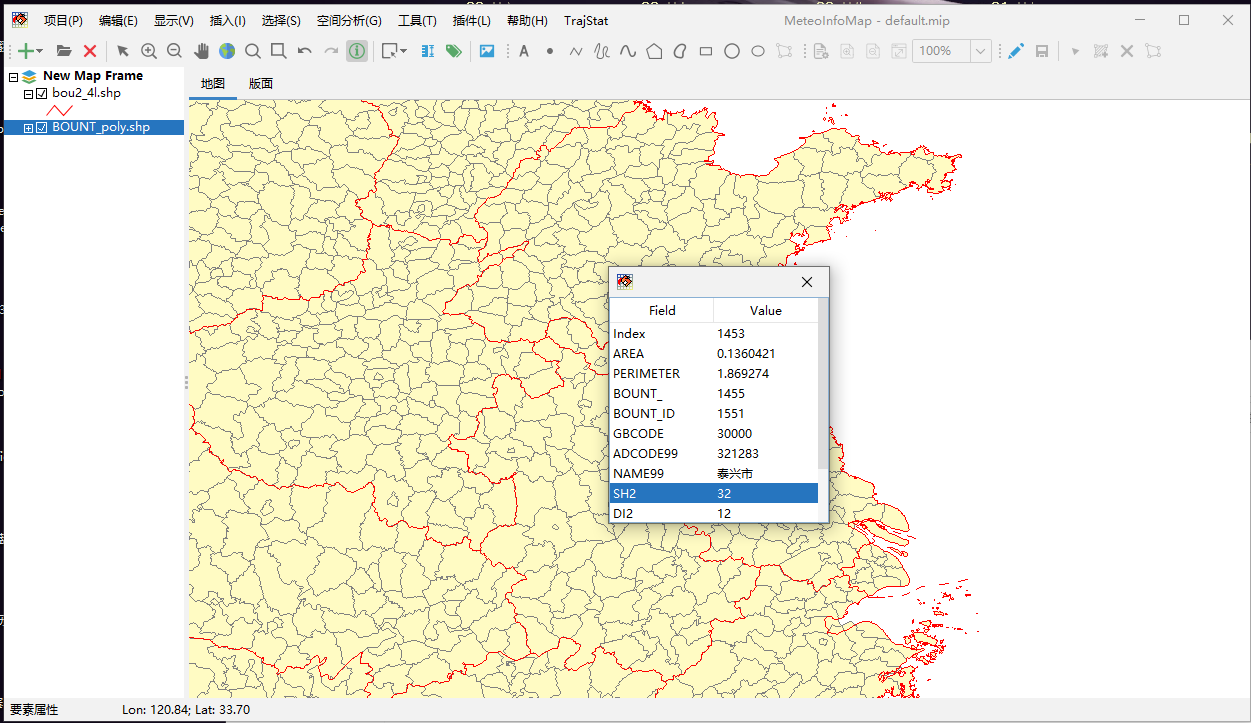 项目(P) 编辑(E) 显示(V) 插入(I) 选择(S) 空间分析(G) 工具(T) 插件(L) 帮助(H) TrajStat MeteoInfoMap - default.mip
A 100%
New Map Frame
bou2_4l.shp
BOUNT_poly.shp
地图 版面
Field Value
Index 1453
AREA 0.1360421
PERIMETER 1.869274
BOUNT_ 1455
BOUNT_ID 1551
GBCODE 30000
ADCODE99 321283
NAME99 泰兴市
SH2 32
DI2 12
要素属性 Lon: 120.84; Lat: 33.70